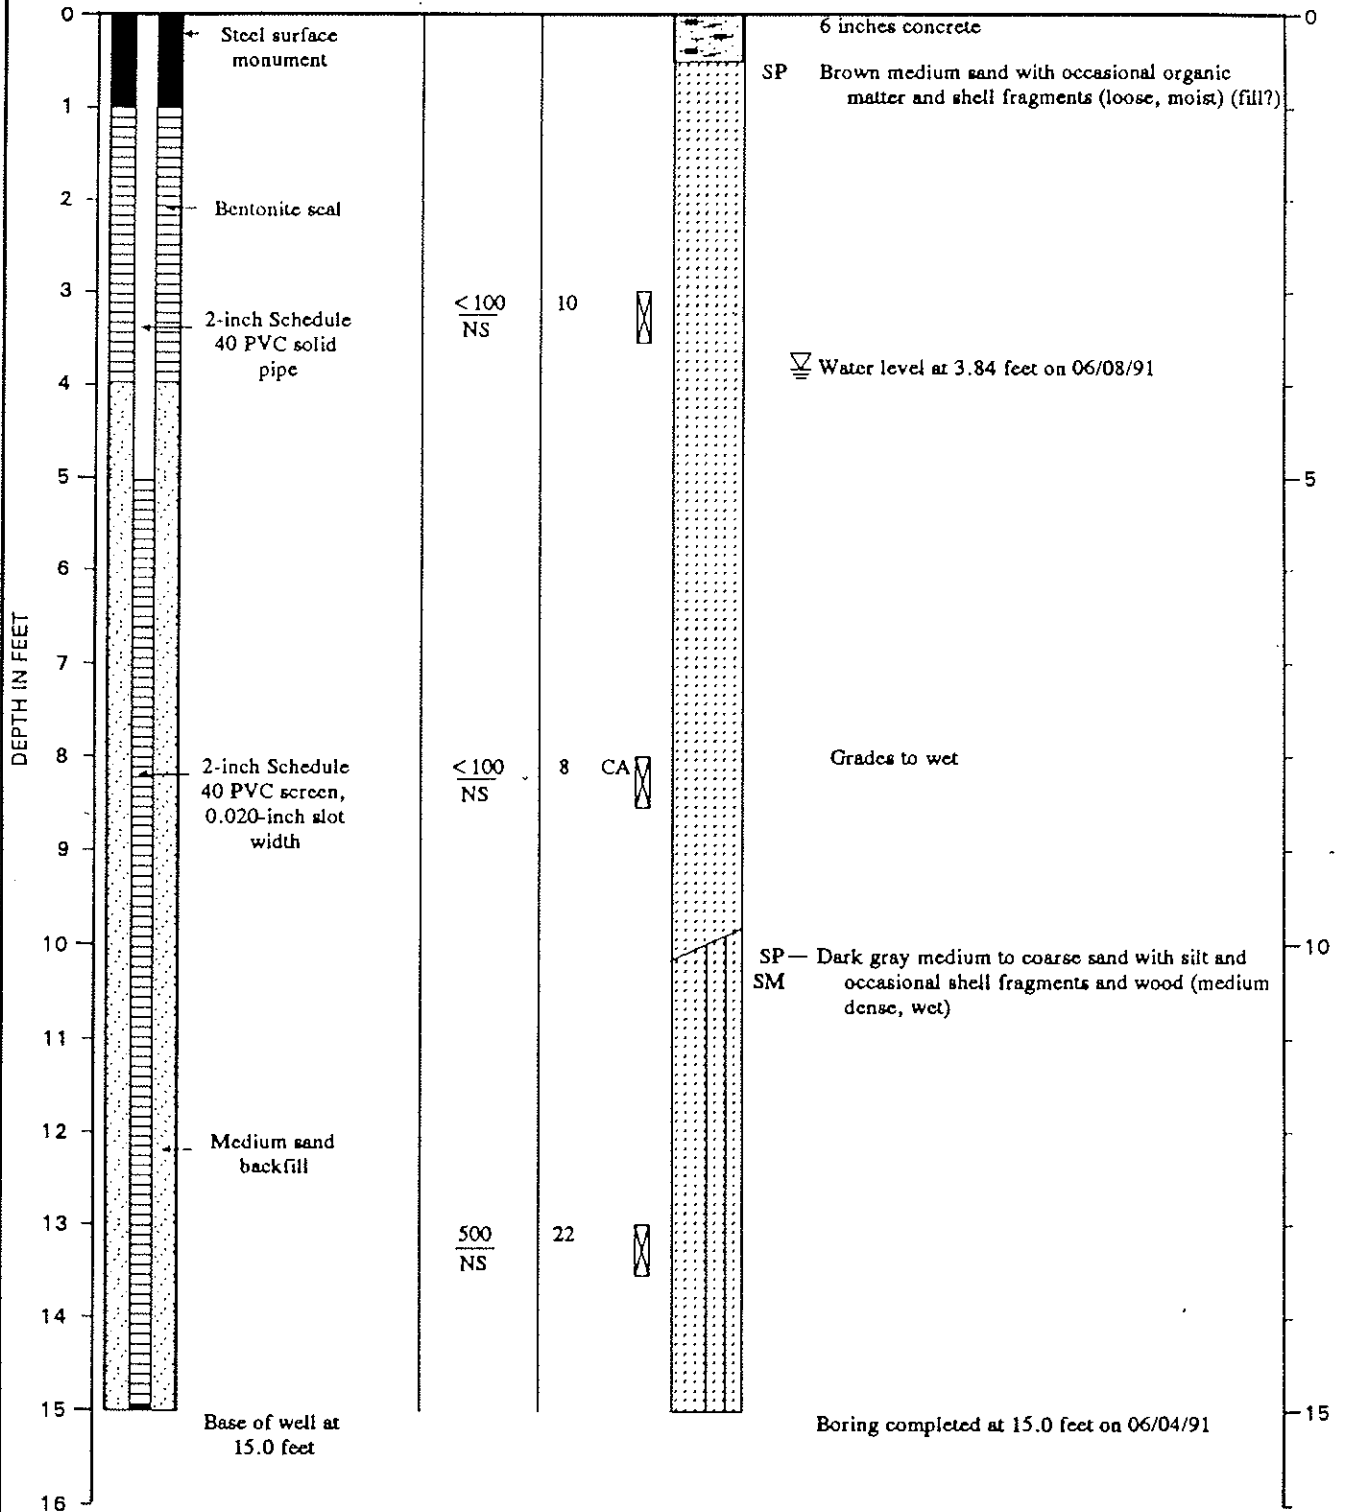 0
1
2
3
4
5
6
7
8
9
10
11
12
13
14
15
16
DEPTH IN FEET
Steel surface
monument
Bentonite seal
2-inch Schedule
40 PVC solid
pipe
2-inch Schedule
40 PVC screen,
0.020-inch slot
width
Medium sand
backfill
Base of well at
15.0 feet
<100
NS
10
<100
NS
8
CA
500
NS
22
6 inches concrete
SP Brown medium sand with occasional organic
matter and shell fragments (loose, moist) (fill?)
Water level at 3.84 feet on 06/08/91
Grades to wet
SP— Dark gray medium to coarse sand with silt and
SM occasional shell fragments and wood (medium
dense, wet)
Boring completed at 15.0 feet on 06/04/91
0
5
10
15